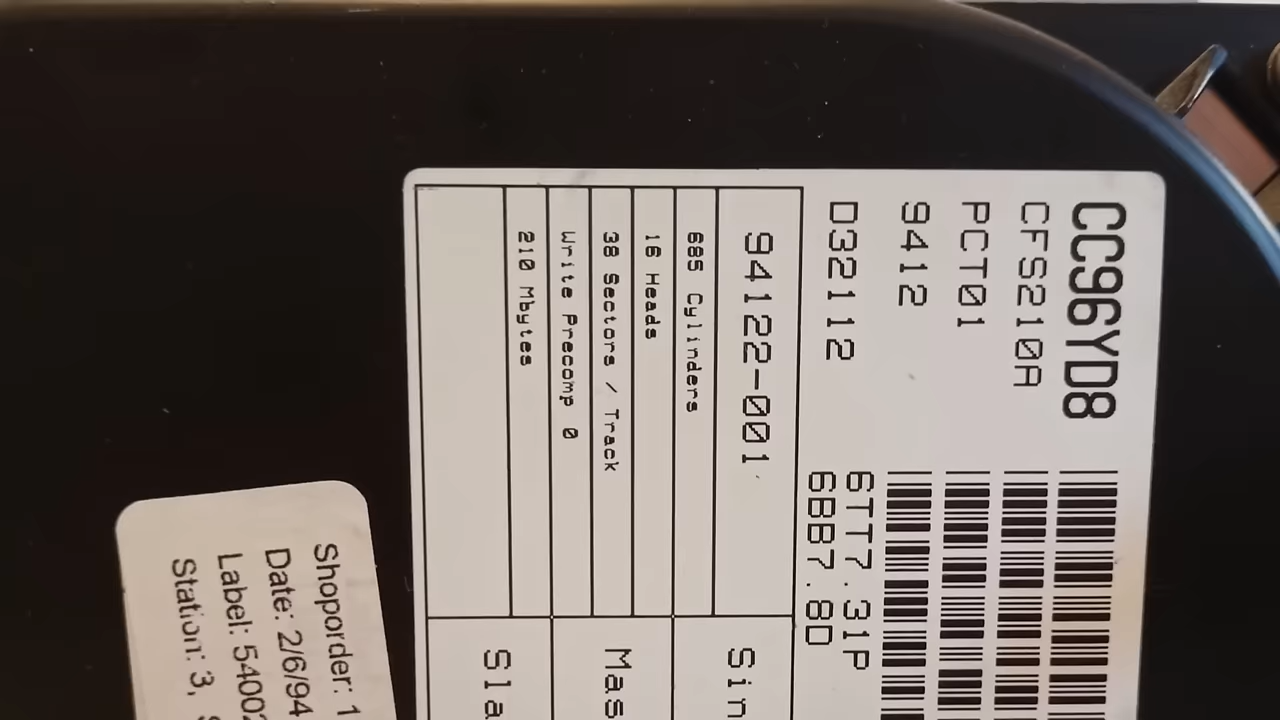 CC96YD8
CFS210A
PCT01
9412
D32112
6TT7.31P
6BB7.8D
94122-001
685 Cylinders
16 Heads
38 Sectors / Track
Write Precomp 0
210 Mbytes
Sin
Mas
Sla
Shoporder: 1
Date: 2/6/94
Label: 5400
Station: 3,